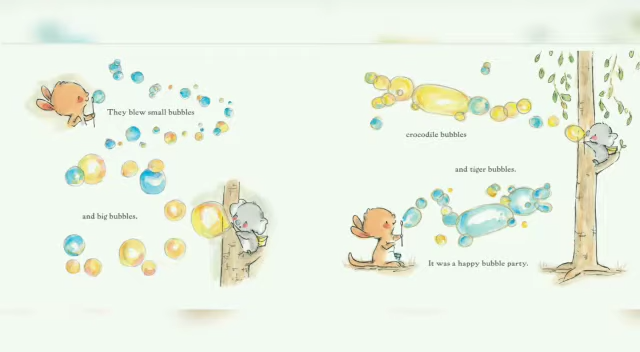 They blew small bubbles
and big bubbles.
crocodile bubbles
and tiger bubbles.
It was a happy bubble party.